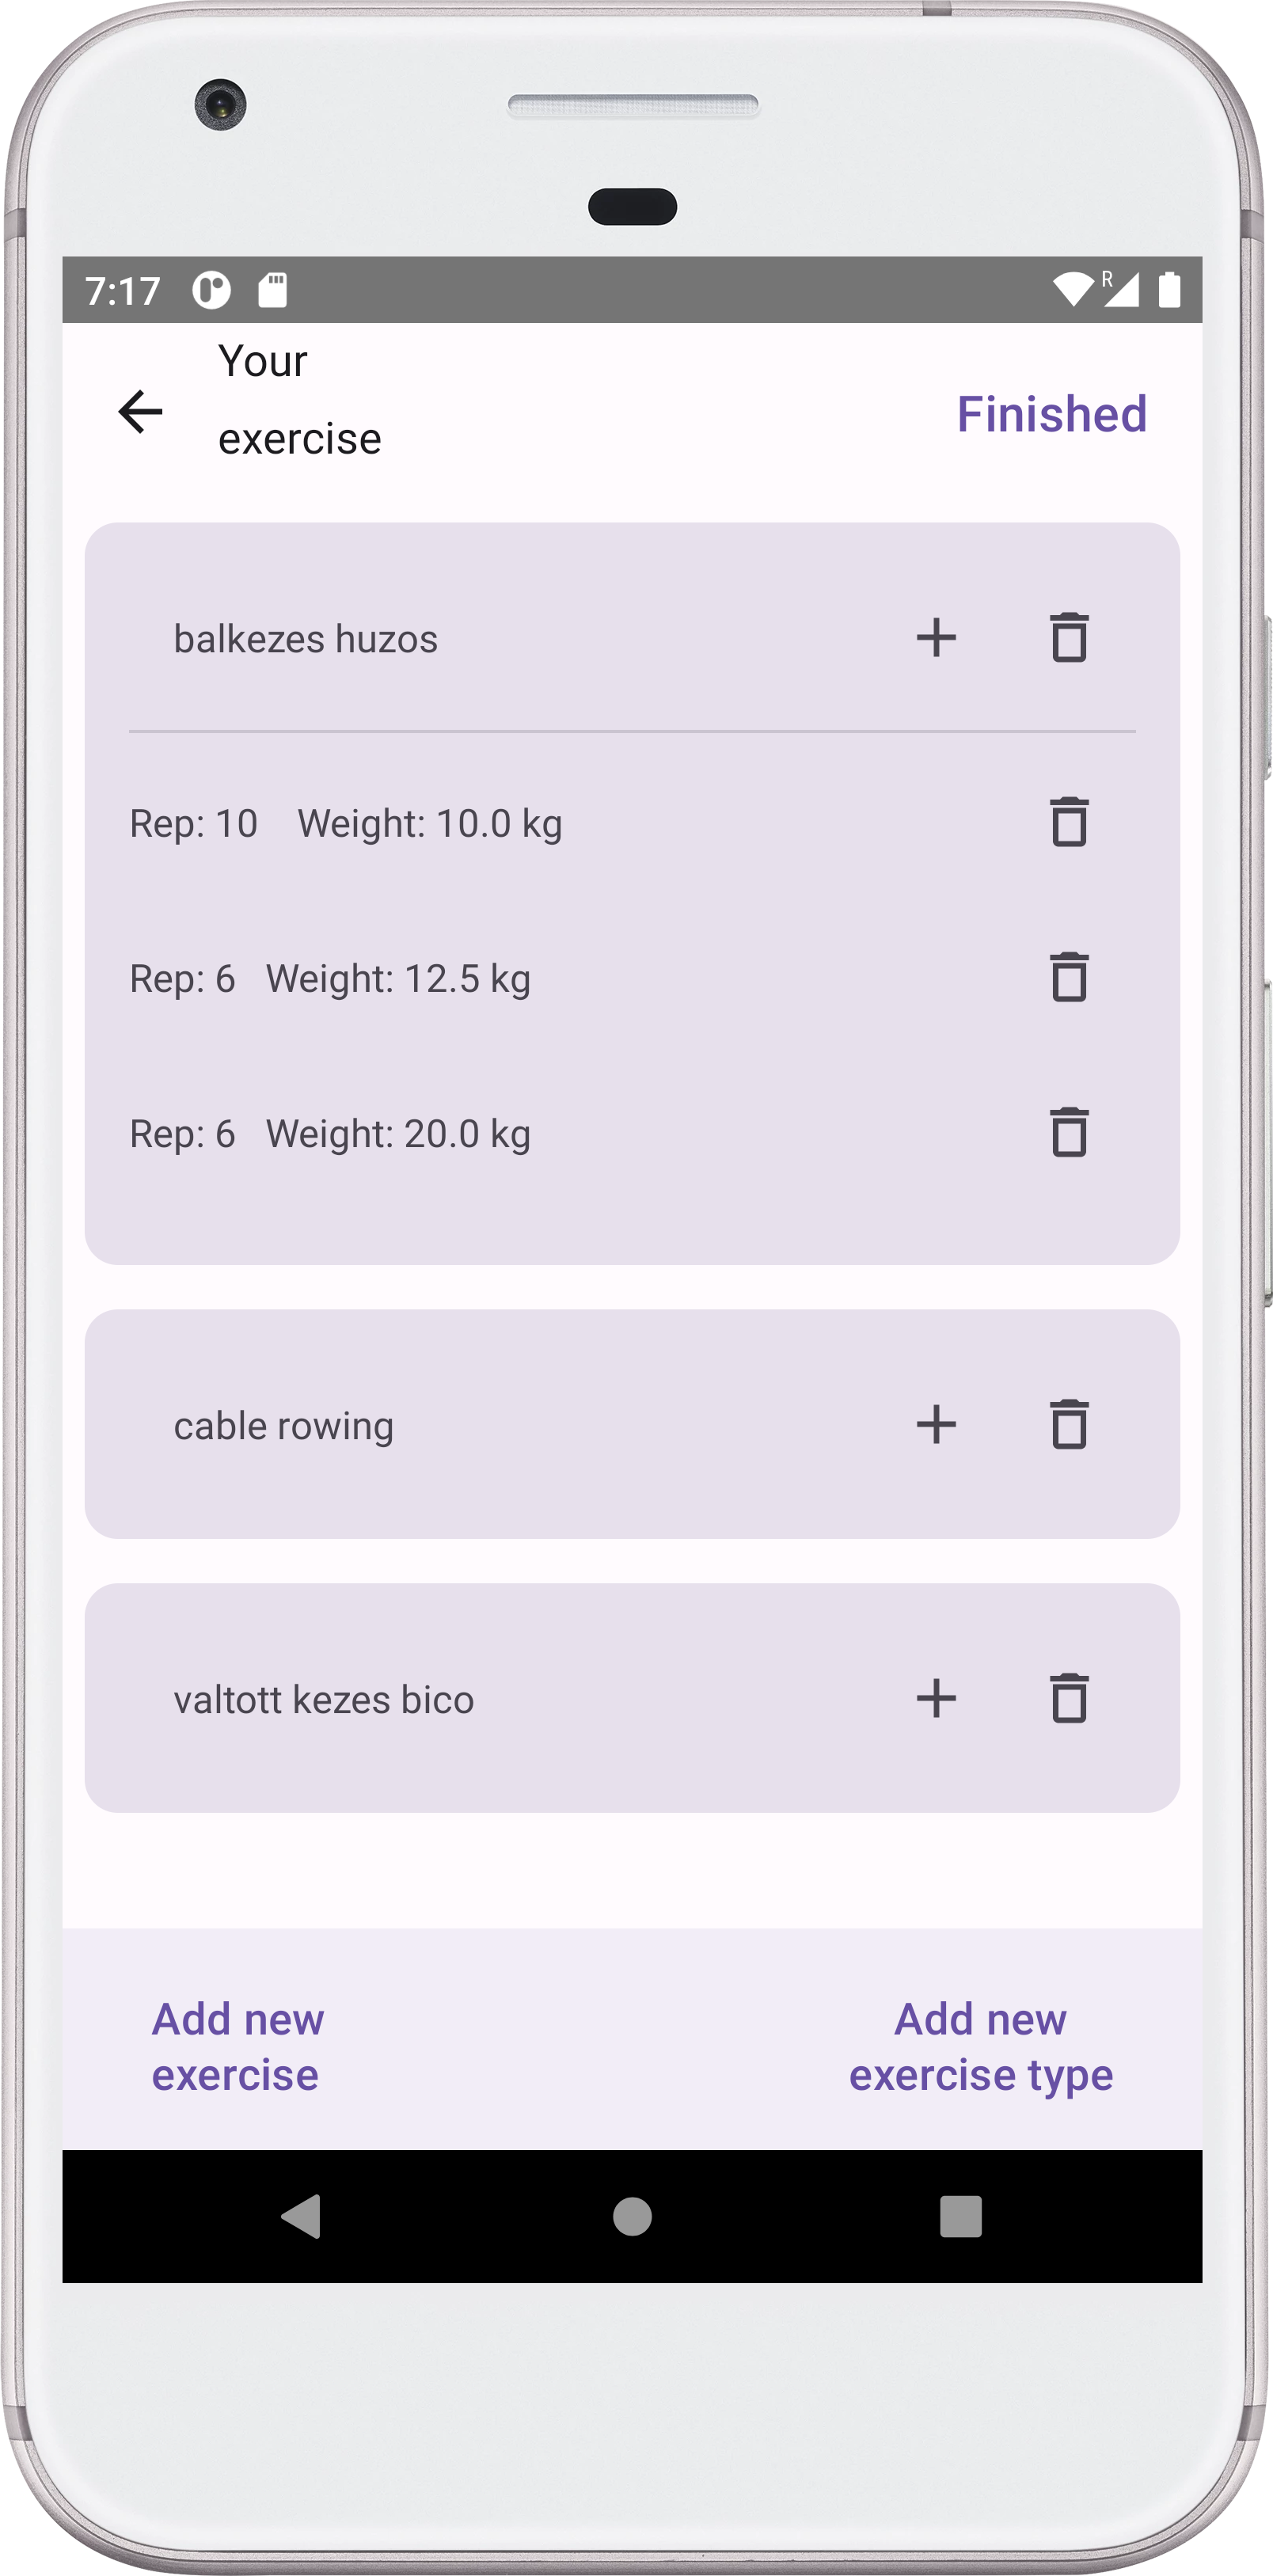 7:17
R
Your
exercise
Finished
balkezes huzos
Rep: 10 Weight: 10.0 kg
Rep: 6 Weight: 12.5 kg
Rep: 6 Weight: 20.0 kg
cable rowing
valtott kezes bico
Add new
exercise
Add new
exercise type